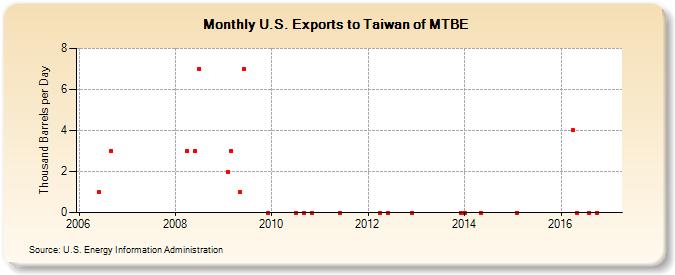 Monthly U.S. Exports to Taiwan of MTBE
Thousand Barrels per Day
8
6
4
2
0
2006 2008 2010 2012 2014 2016
Source: U.S. Energy Information Administration